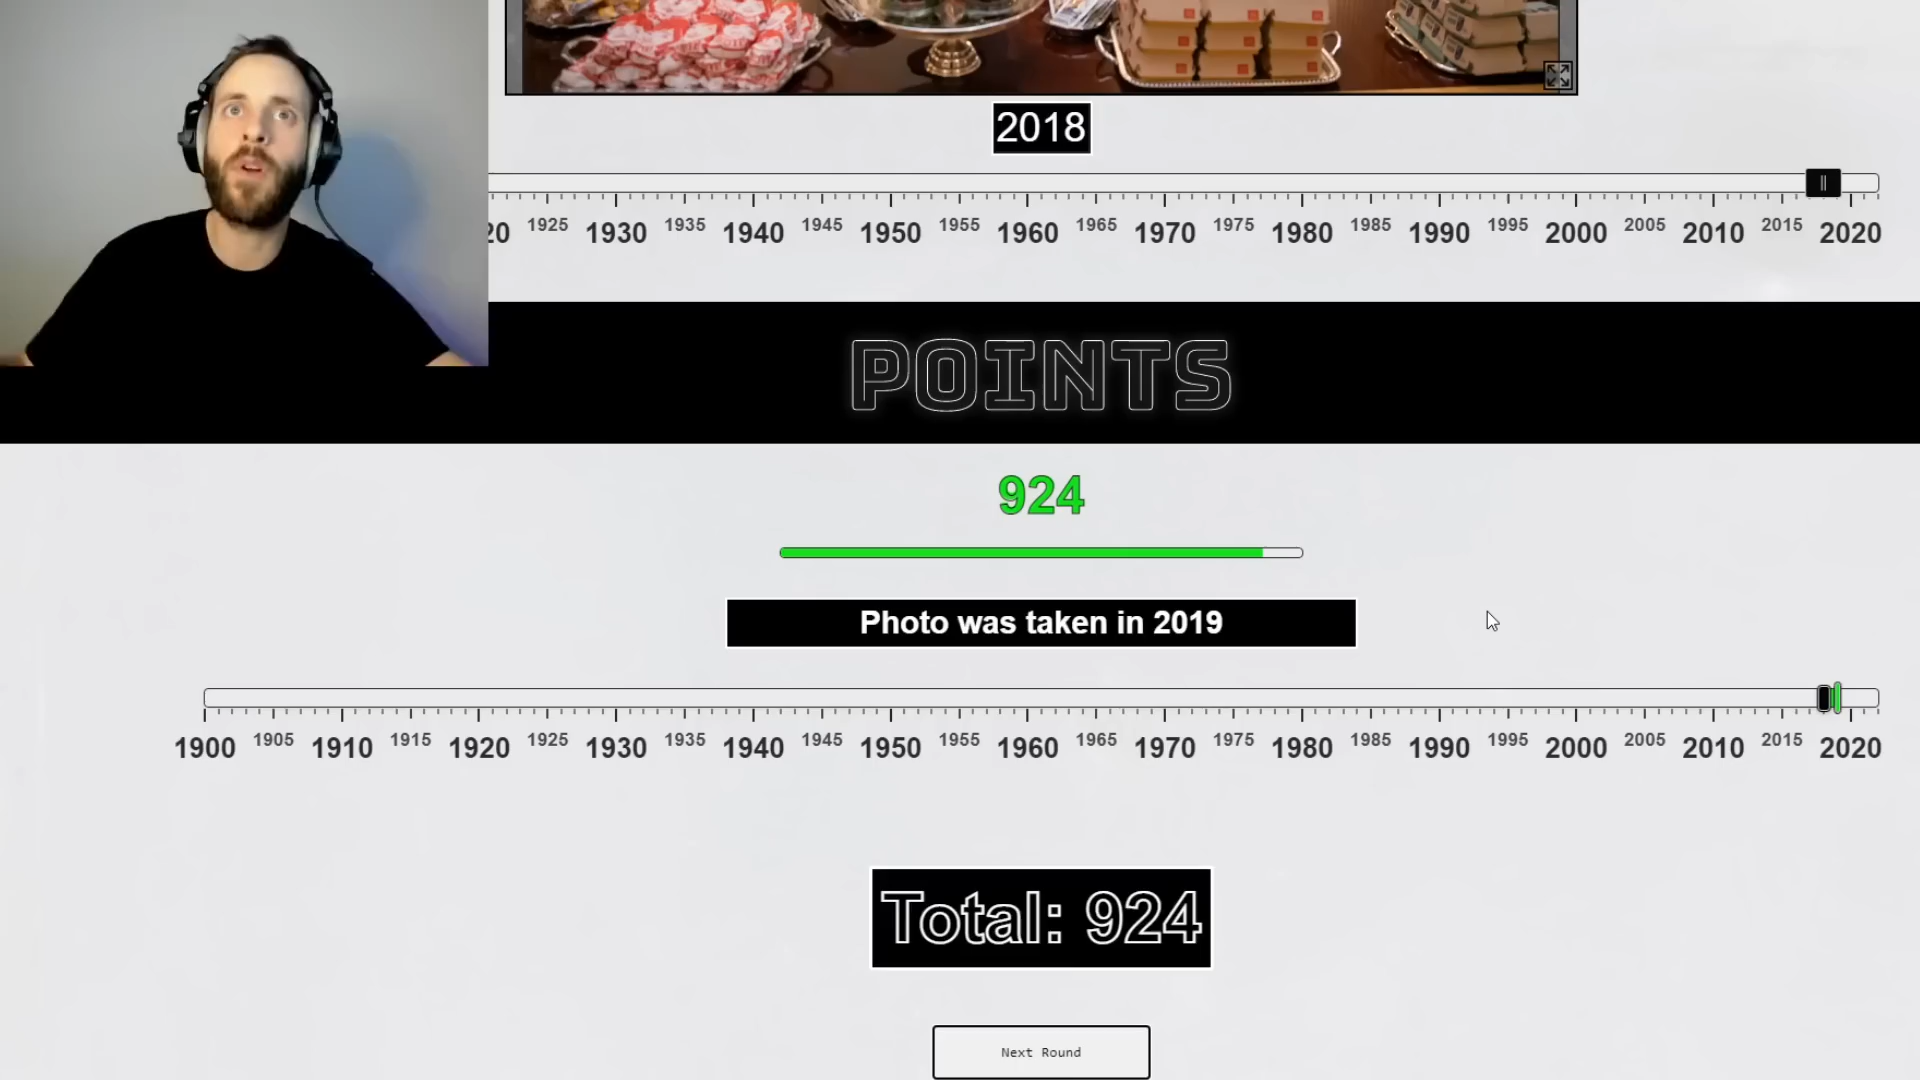 2018
20 1925 1930 1935 1940 1945 1950 1955 1960 1965 1970 1975 1980 1985 1990 1995 2000 2005 2010 2015 2020
POINTS
924
Photo was taken in 2019
1900 1905 1910 1915 1920 1925 1930 1935 1940 1945 1950 1955 1960 1965 1970 1975 1980 1985 1990 1995 2000 2005 2010 2015 2020
Total: 924
Next Round